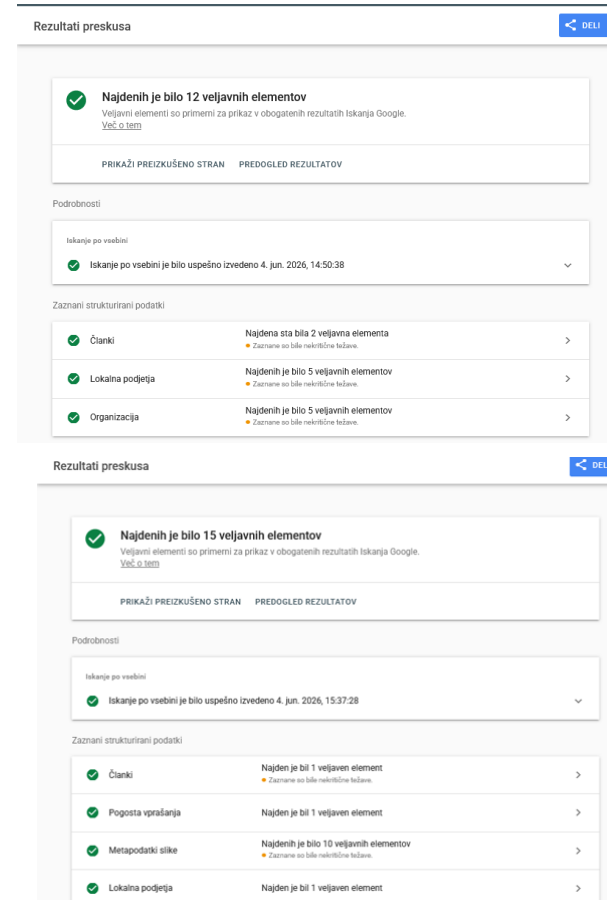 Rezultati preskusa
DELI
Najdenih je bilo 12 veljavnih elementov
Veljavni elementi so primerni za prikaz v obogatenih rezultatih Iskanja Google.
Več o tem
PRIKAŽI PREIZKUŠENO STRAN PREDOGLED REZULTATOV
Podrobnosti
Iskanje po vsebini
Iskanje po vsebini je bilo uspešno izvedeno 4. jun. 2026, 14:50:38
Zaznani strukturirani podatki
Članki
Najdena sta bila 2 veljavna elementa
Zaznane so bile nekritične težave.
Lokalna podjetja
Najdenih je bilo 5 veljavnih elementov
Zaznane so bile nekritične težave.
Organizacija
Najdenih je bilo 5 veljavnih elementov
Zaznane so bile nekritične težave.
Rezultati preskusa
DEL
Najdenih je bilo 15 veljavnih elementov
Veljavni elementi so primerni za prikaz v obogatenih rezultatih Iskanja Google.
Več o tem
PRIKAŽI PREIZKUŠENO STRAN PREDOGLED REZULTATOV
Podrobnosti
Iskanje po vsebini
Iskanje po vsebini je bilo uspešno izvedeno 4. jun. 2026, 15:37:28
Zaznani strukturirani podatki
Članki
Najden je bil 1 veljaven element
Zaznane so bile nekritične težave.
Pogosta vprašanja
Najden je bil 1 veljaven element
Metapodatki slike
Najdenih je bilo 10 veljavnih elementov
Zaznane so bile nekritične težave.
Lokalna podjetja
Najden je bil 1 veljaven element